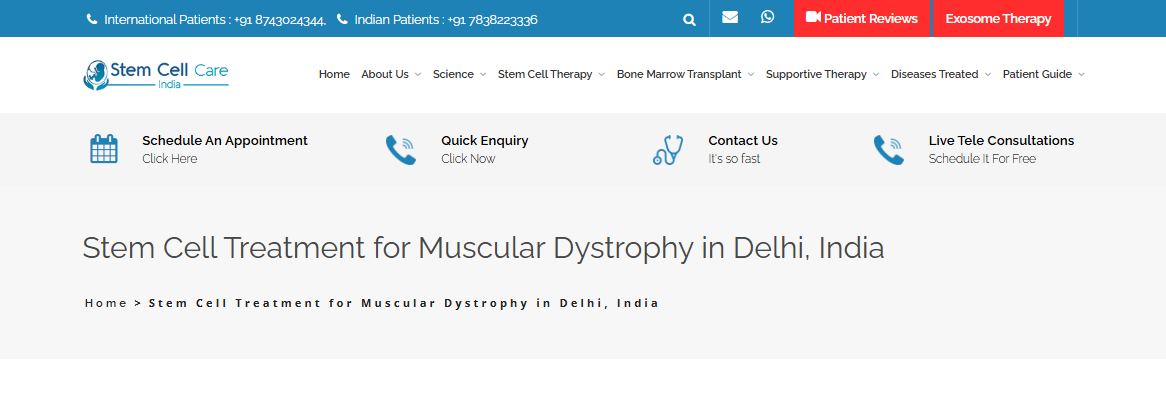 International Patients : +91 8743024344, Indian Patients : +91 7838223336 Patient Reviews Exosome Therapy
Stem Cell Care
India
Home About Us Science Stem Cell Therapy Bone Marrow Transplant Supportive Therapy Diseases Treated Patient Guide
Schedule An Appointment
Click Here
Quick Enquiry
Click Now
Contact Us
It's so fast
Live Tele Consultations
Schedule It For Free
Stem Cell Treatment for Muscular Dystrophy in Delhi, India
Home > Stem Cell Treatment for Muscular Dystrophy in Delhi, India